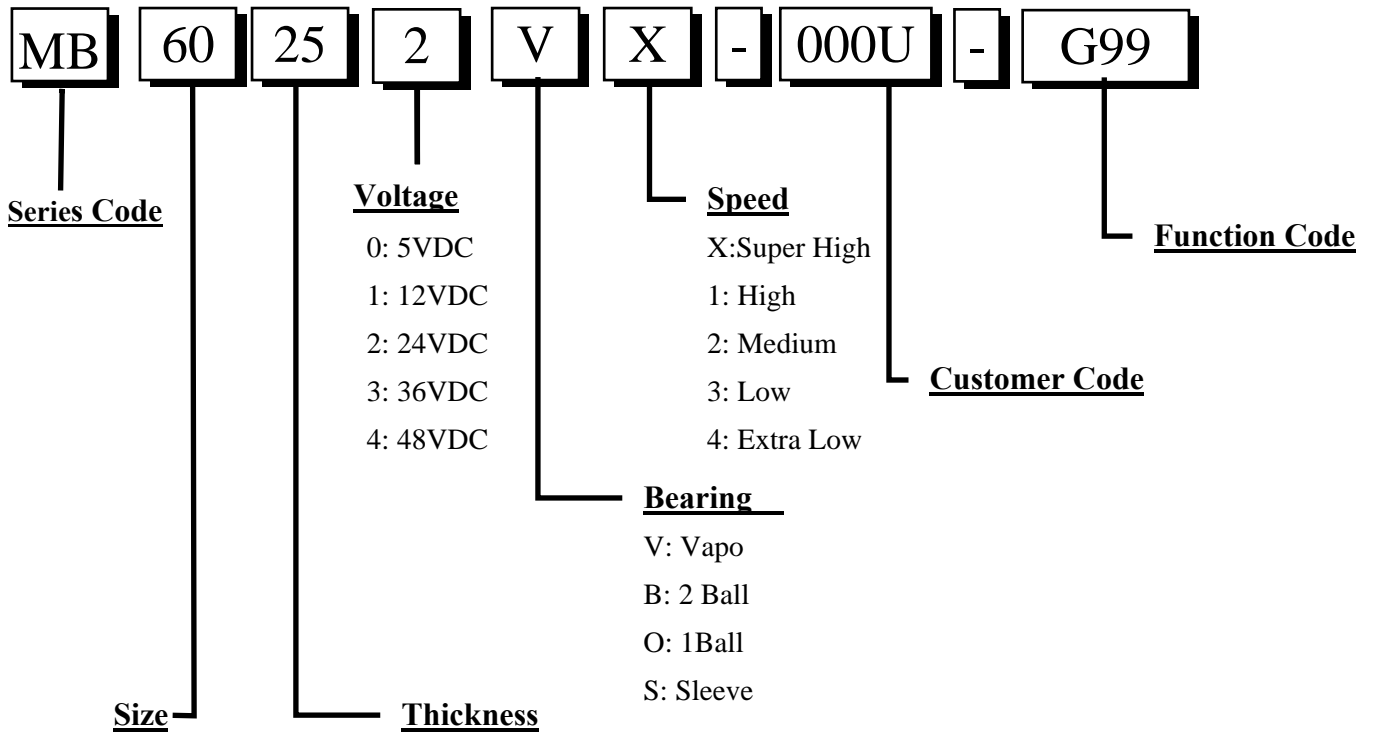 MB 60 25 2 V X - 000U - G99
Series Code
Voltage
0: 5VDC
1: 12VDC
2: 24VDC
3: 36VDC
4: 48VDC
Speed
X:Super High
1: High
2: Medium
3: Low
4: Extra Low
Function Code
Customer Code
Bearing
V: Vapo
B: 2 Ball
O: 1Ball
S: Sleeve
Size
Thickness